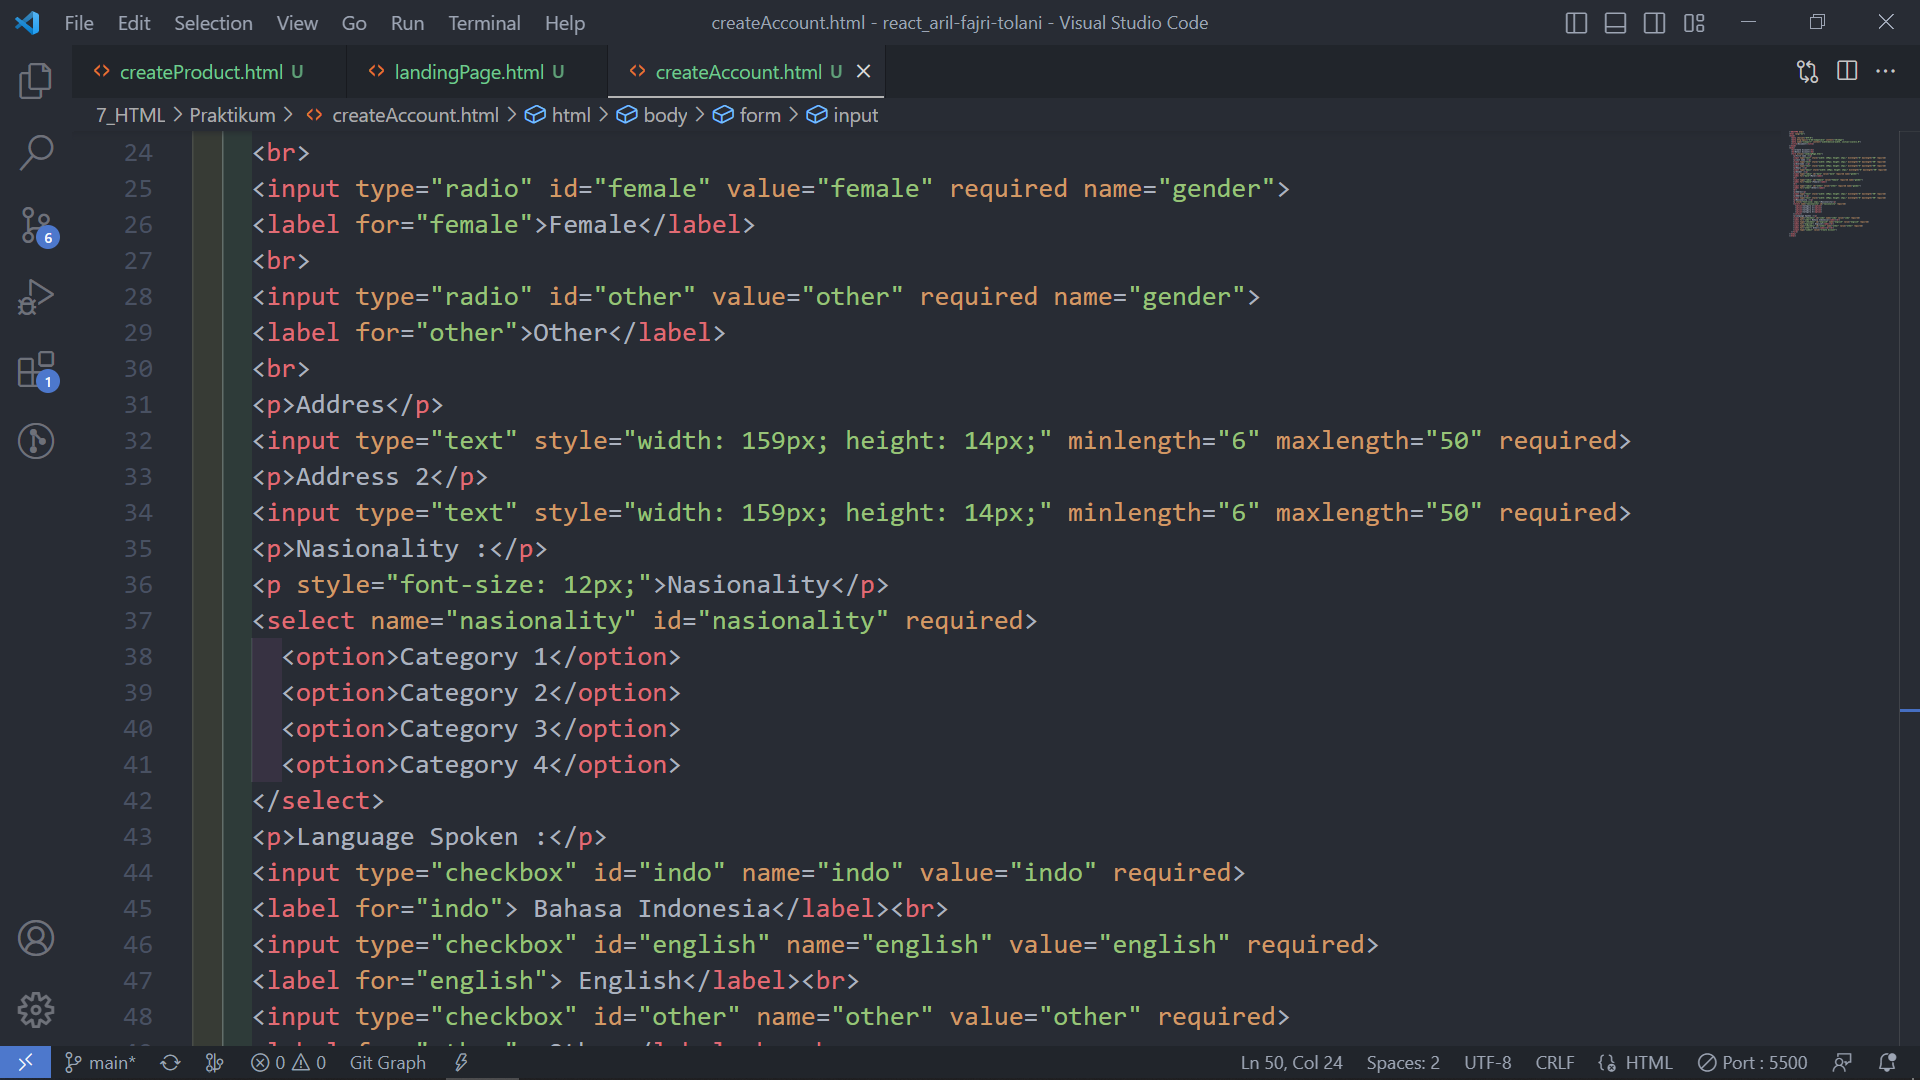 File Edit Selection View Go Run Terminal Help createAccount.html - react_aril-fajri-tolani - Visual Studio Code
createProduct.html U landingPage.html U createAccount.html U
7_HTML > Praktikum > createAccount.html > html > body > form > input
24 <br>
25 <input type="radio" id="female" value="female" required name="gender">
26 <label for="female">Female</label>
27 <br>
28 <input type="radio" id="other" value="other" required name="gender">
29 <label for="other">Other</label>
30 <br>
31 <p>Addres</p>
32 <input type="text" style="width: 159px; height: 14px;" minlength="6" maxlength="50" required>
33 <p>Address 2</p>
34 <input type="text" style="width: 159px; height: 14px;" minlength="6" maxlength="50" required>
35 <p>Nasionality :</p>
36 <p style="font-size: 12px;">Nasionality</p>
37 <select name="nasionality" id="nasionality" required>
38 <option>Category 1</option>
39 <option>Category 2</option>
40 <option>Category 3</option>
41 <option>Category 4</option>
42 </select>
43 <p>Language Spoken :</p>
44 <input type="checkbox" id="indo" name="indo" value="indo" required>
45 <label for="indo"> Bahasa Indonesia</label><br>
46 <input type="checkbox" id="english" name="english" value="english" required>
47 <label for="english"> English</label><br>
48 <input type="checkbox" id="other" name="other" value="other" required>
6
1
main* 0 0 Git Graph Ln 50, Col 24 Spaces: 2 UTF-8 CRLF HTML Port : 5500